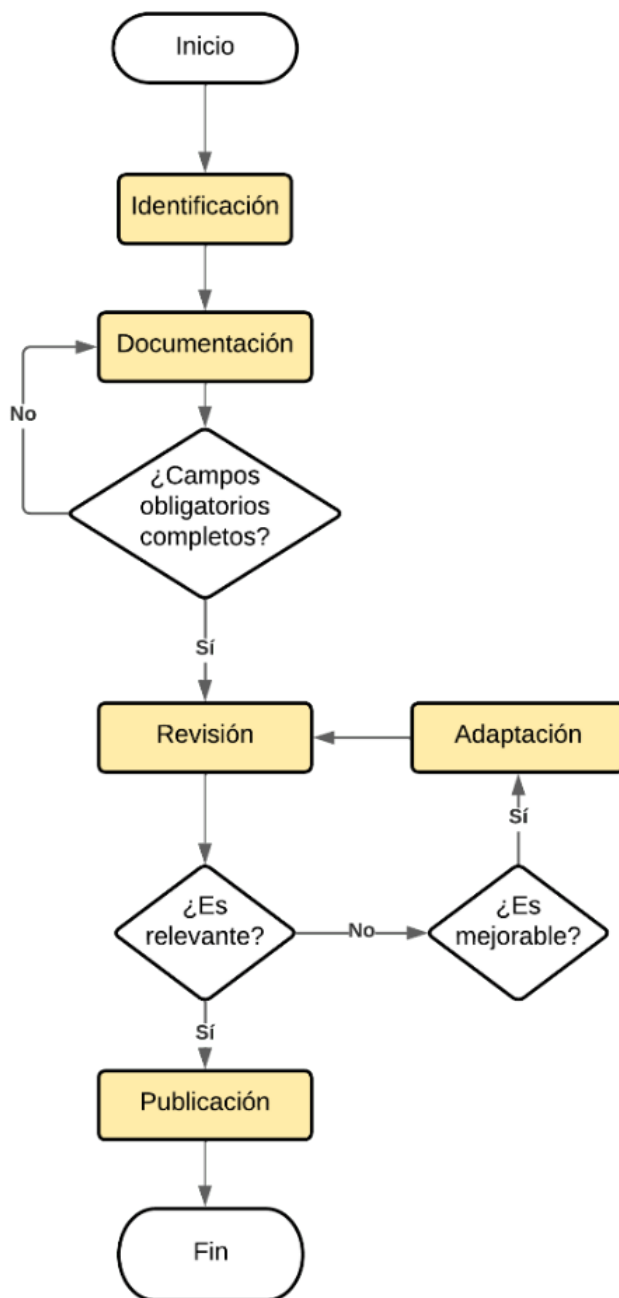 Inicio
Identificación
Documentación
No
¿Campos
obligatorios
completos?
Sí
Revisión
Adaptación
Sí
¿Es
relevante?
No
¿Es
mejorable?
Sí
Publicación
Fin